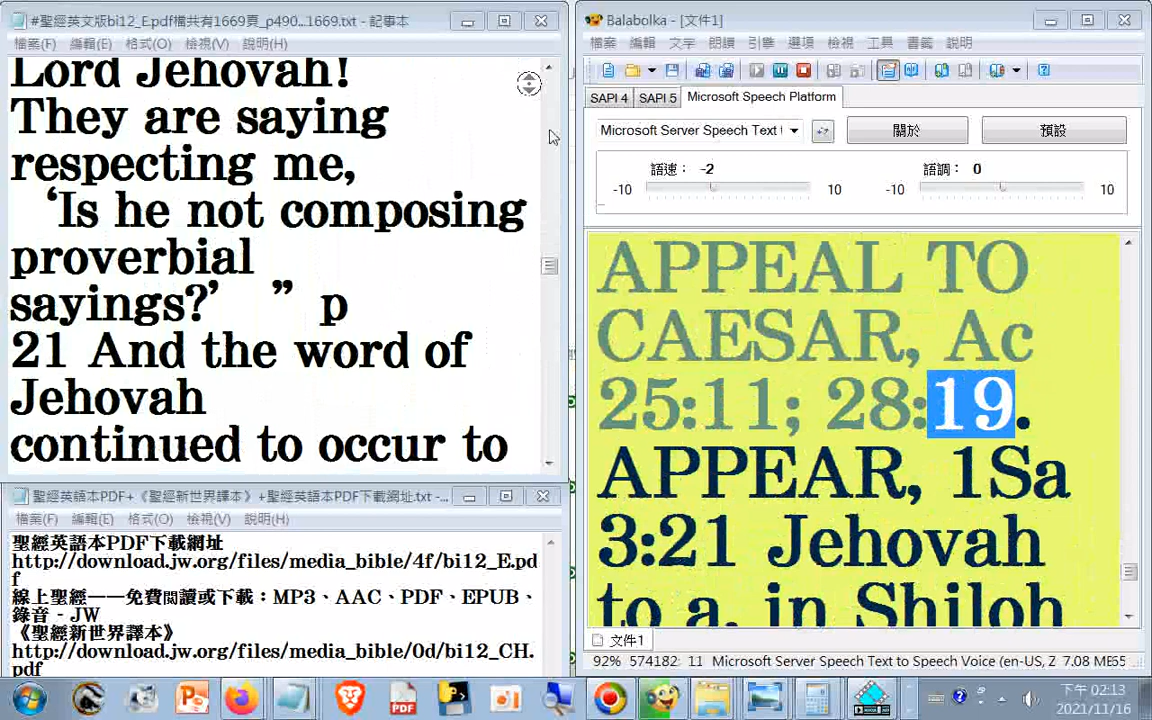 #聖經英文版bi12_E.pdf檔共有1669頁_p490...1669.txt - 記事本
檔案(F) 編輯(E) 格式(O) 檢視(V) 說明(H)
Lord Jehovah!
They are saying
respecting me,
‘Is he not composing
proverbial
sayings?’ ” p
21 And the word of
Jehovah
continued to occur to
聖經英語本PDF+《聖經新世界譯本》+聖經英語本PDF下載網址.txt - ...
檔案(F) 編輯(E) 格式(O) 檢視(V) 說明(H)
聖經英語本PDF下載網址
http://download.jw.org/files/media_bible/4f/bi12_E.pd
f
線上聖經——免費閱讀或下載：MP3、AAC、PDF、EPUB、
錄音 - JW
《聖經新世界譯本》
http://download.jw.org/files/media_bible/0d/bi12_CH.
pdf
Balabolka - [文件1]
檔案 編輯 文字 朗讀 引擎 選項 檢視 工具 書籤 說明
SAPI 4 SAPI 5 Microsoft Speech Platform
Microsoft Server Speech Text 關於 預設
語速： -2 語調： 0
-10 10 -10 10
APPEAL TO
CAESAR, Ac
25:11; 28:19.
APPEAR, 1Sa
3:21 Jehovah
to a. in Shiloh
文件1
92% 574182: 11 Microsoft Server Speech Text to Speech Voice (en-US, Z 7.08 MB
下午 02:13
2021/11/16